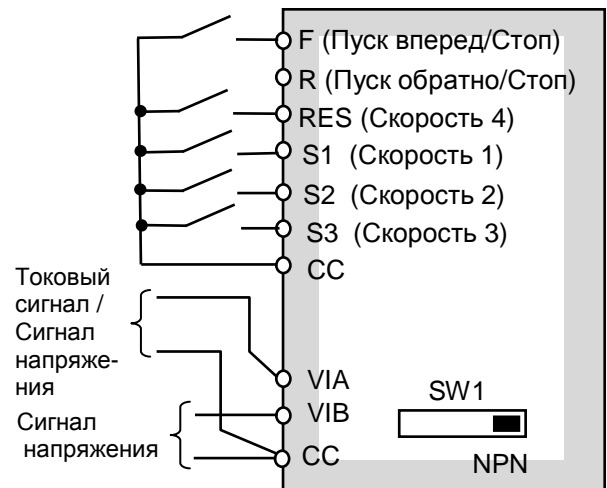 F (Пуск вперед/Стоп)
R (Пуск обратно/Стоп)
RES (Скорость 4)
S1 (Скорость 1)
S2 (Скорость 2)
S3 (Скорость 3)
CC
Токовый
сигнал /
Сигнал
напряже-
ния
VIA
SW1
VIB
Сигнал
напряжения
CC
NPN